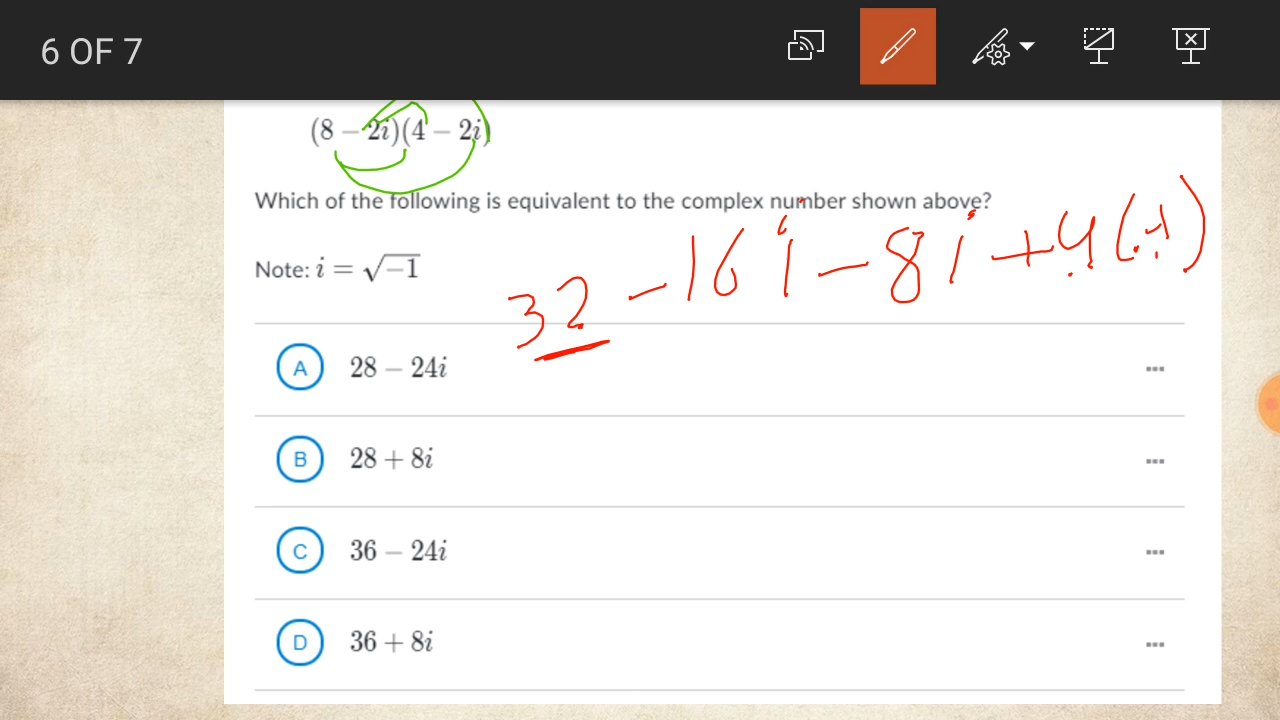 6 OF 7
(8 – 2i)(4 – 2i)
Which of the following is equivalent to the complex number shown above?
Note: i = √–1
32 – 16i – 8i + 4(-1)
A 28 – 24i
B 28 + 8i
C 36 – 24i
D 36 + 8i